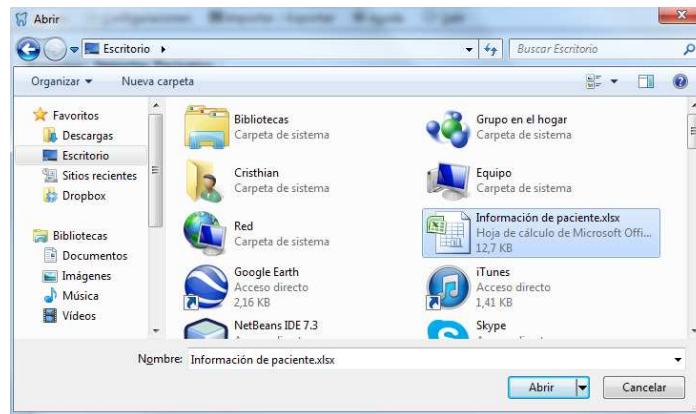 Abrir
Escritorio
Buscar Escritorio
Organizar
Nueva carpeta
Favoritos
Descargas
Escritorio
Sitios recientes
Dropbox
Bibliotecas
Documentos
Imágenes
Música
Vídeos
Bibliotecas
Carpeta de sistema
Grupo en el hogar
Carpeta de sistema
Cristhian
Carpeta de sistema
Equipo
Carpeta de sistema
Red
Carpeta de sistema
Información de paciente.xlsx
Hoja de cálculo de Microsoft Offi...
12,7 KB
Google Earth
Acceso directo
2,16 KB
iTunes
Acceso directo
1,41 KB
NetBeans IDE 7.3
Skype
Nombre: Información de paciente.xlsx
Abrir
Cancelar